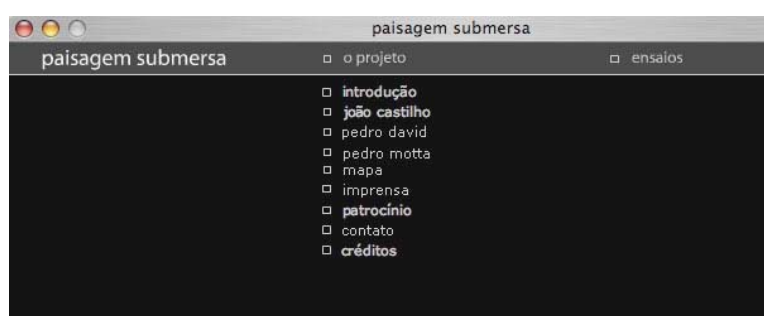 paisagem submersa
paisagem submersa o projeto ensaios
introdução
joão castilho
pedro david
pedro motta
mapa
imprensa
patrocínio
contato
créditos